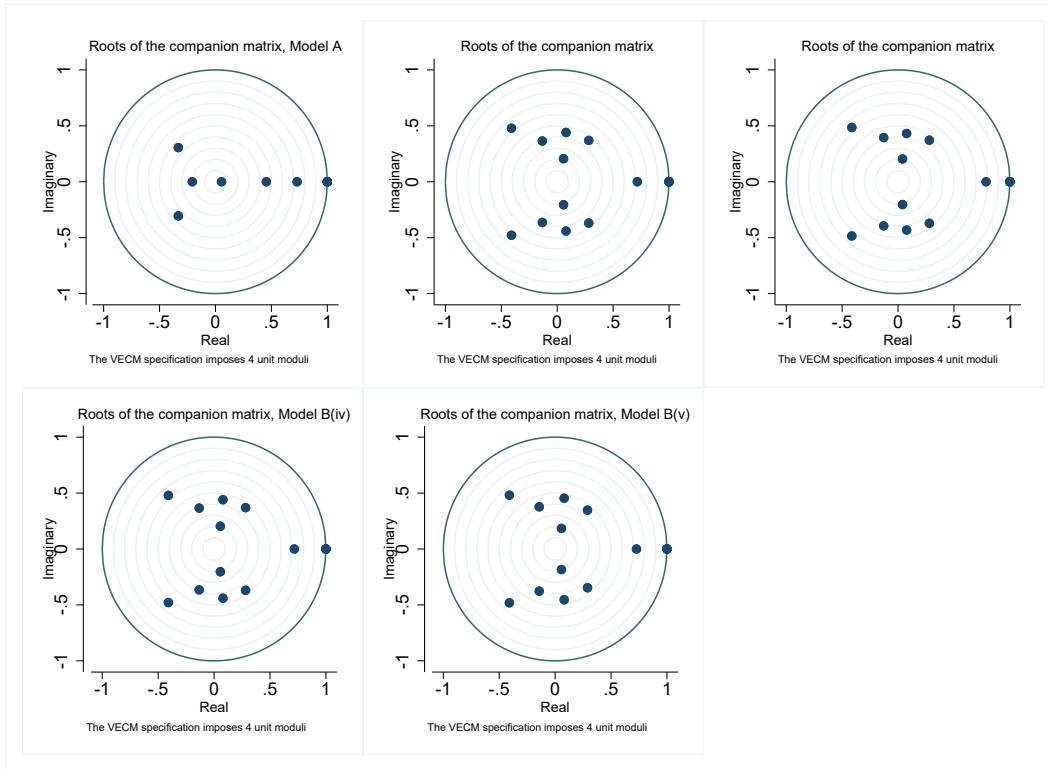 Roots of the companion matrix, Model A
1
.5
0
-.5
-1
Imaginary
-1 -.5 0 .5 1
Real
The VECM specification imposes 4 unit moduli
Roots of the companion matrix
1
.5
0
-.5
-1
Imaginary
-1 -.5 0 .5 1
Real
The VECM specification imposes 4 unit moduli
Roots of the companion matrix
1
.5
0
-.5
-1
Imaginary
-1 -.5 0 .5 1
Real
The VECM specification imposes 4 unit moduli
Roots of the companion matrix, Model B(iv)
1
.5
0
-.5
-1
Imaginary
-1 -.5 0 .5 1
Real
The VECM specification imposes 4 unit moduli
Roots of the companion matrix, Model B(v)
1
.5
0
-.5
-1
Imaginary
-1 -.5 0 .5 1
Real
The VECM specification imposes 4 unit moduli